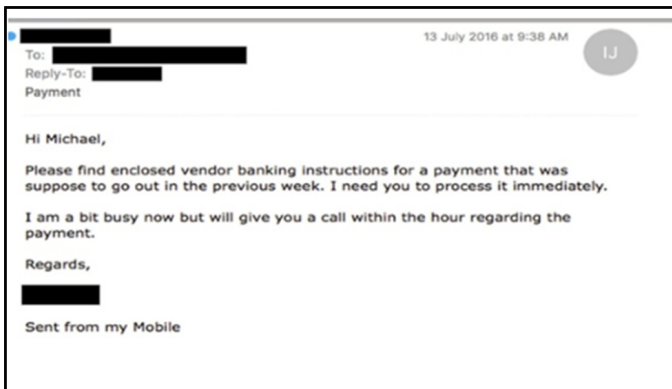 13 July 2016 at 9:38 AM
IJ
To:
Reply-To:
Payment
Hi Michael,
Please find enclosed vendor banking instructions for a payment that was
suppose to go out in the previous week. I need you to process it immediately.
I am a bit busy now but will give you a call within the hour regarding the
payment.
Regards,
Sent from my Mobile